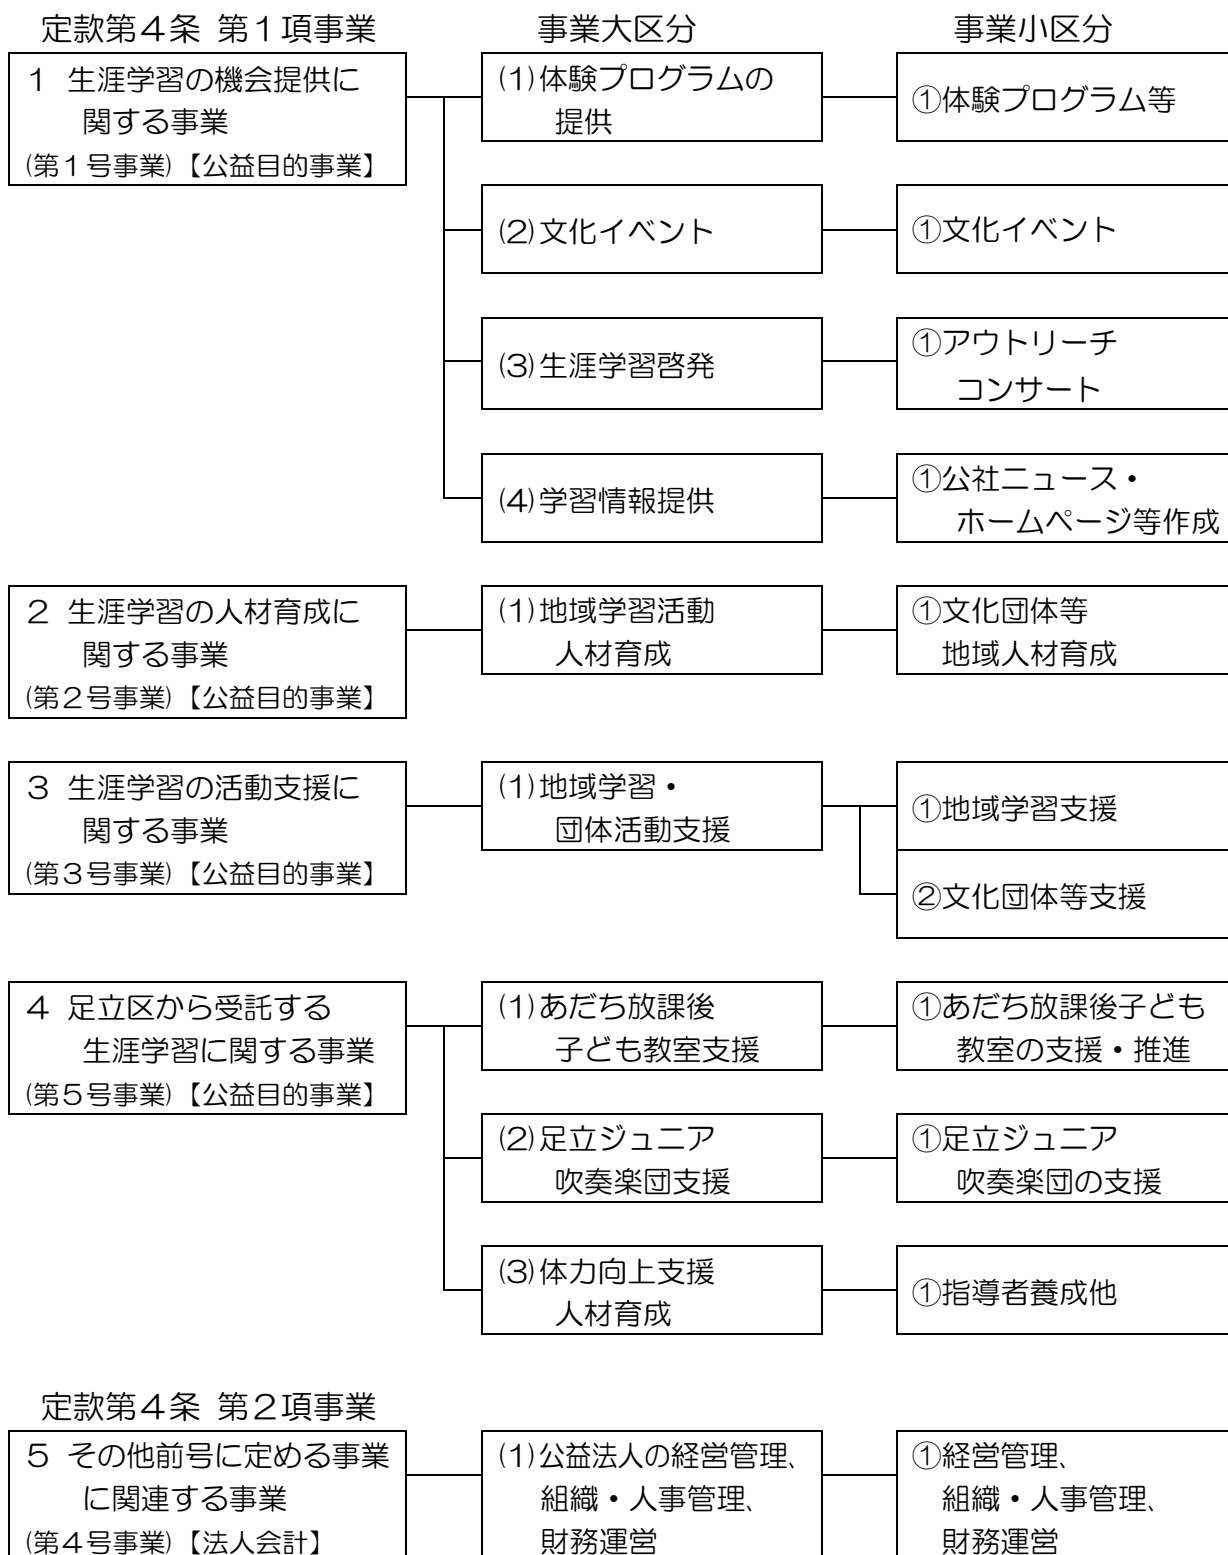 定款第４条 第１項事業
事業大区分
事業小区分
１ 生涯学習の機会提供に
関する事業
(第１号事業)【公益目的事業】
(1)体験プログラムの
提供
①体験プログラム等
(2)文化イベント
①文化イベント
(3)生涯学習啓発
①アウトリーチ
コンサート
(4)学習情報提供
①公社ニュース・
ホームページ等作成
２ 生涯学習の人材育成に
関する事業
(第２号事業)【公益目的事業】
(1)地域学習活動
人材育成
①文化団体等
地域人材育成
３ 生涯学習の活動支援に
関する事業
(第３号事業)【公益目的事業】
(1)地域学習・
団体活動支援
①地域学習支援
②文化団体等支援
４ 足立区から受託する
生涯学習に関する事業
(第５号事業)【公益目的事業】
(1)あだち放課後
子ども教室支援
①あだち放課後子ども
教室の支援・推進
(2)足立ジュニア
吹奏楽団支援
①足立ジュニア
吹奏楽団の支援
(3)体力向上支援
人材育成
①指導者養成他
定款第４条 第２項事業
５ その他前号に定める事業
に関連する事業
(第４号事業)【法人会計】
(1)公益法人の経営管理、
組織・人事管理、
財務運営
①経営管理、
組織・人事管理、
財務運営